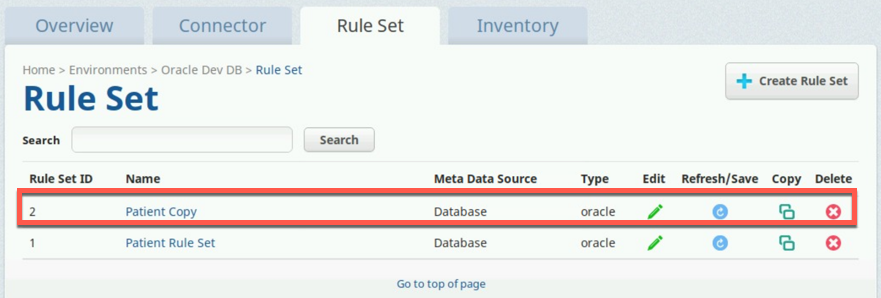 Overview Connector Rule Set Inventory
Home > Environments > Oracle Dev DB > Rule Set
Create Rule Set
Rule Set
Search Search
Rule Set ID Name Meta Data Source Type Edit Refresh/Save Copy Delete
2 Patient Copy Database oracle
1 Patient Rule Set Database oracle
Go to top of page